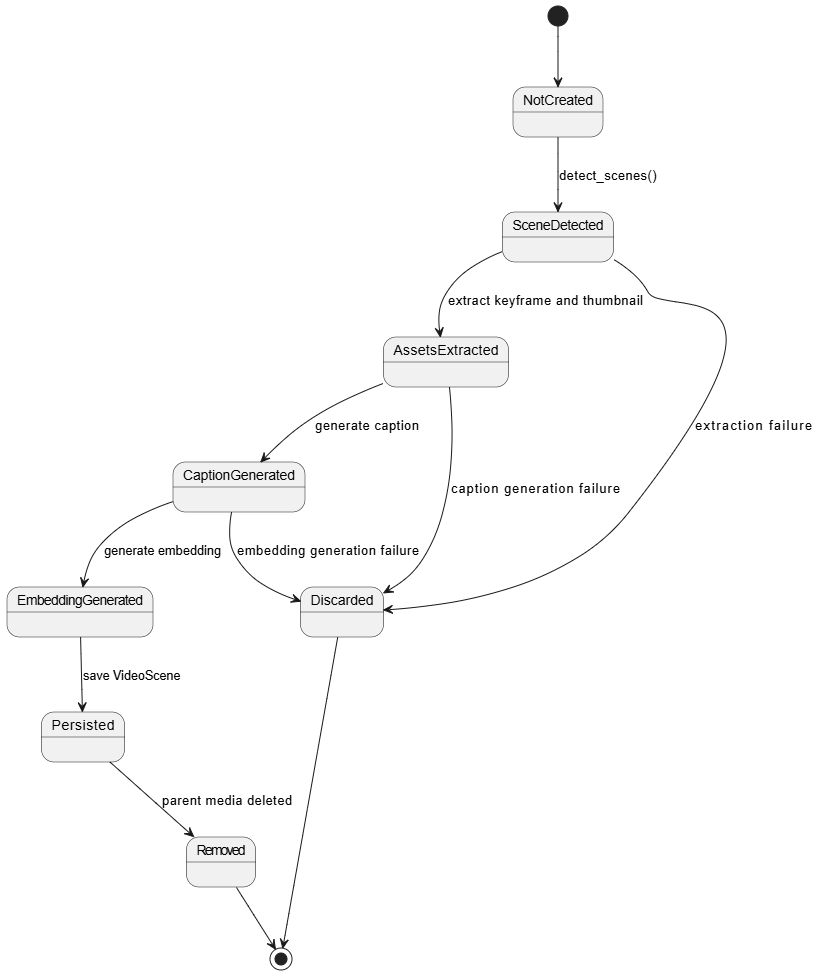 NotCreated
detect_scenes()
SceneDetected
extract keyframe and thumbnail
AssetsExtracted
generate caption
extraction failure
CaptionGenerated
caption generation failure
generate embedding
embedding generation failure
EmbeddingGenerated
Discarded
save VideoScene
Persisted
parent media deleted
Removed